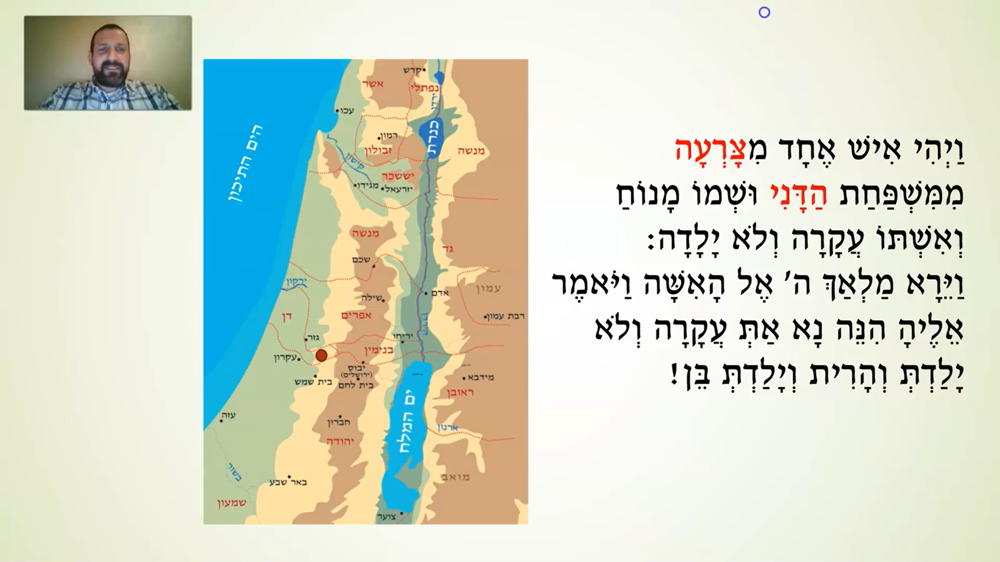 וַיְהִי אִישׁ אֶחָד מִצָּרְעָה
מִמִּשְׁפַּחַת הַדָּנִי וּשְׁמוֹ מָנוֹחַ
וְאִשְׁתּוֹ עֲקָרָה וְלֹא יָלָדָה:
וַיֵּרָא מַלְאַךְ ה' אֶל הָאִשָּׁה וַיֹּאמֶר
אֵלֶיהָ הִנֵּה נָא אַתְּ עֲקָרָה וְלֹא
יָלַדְתְּ וְהָרִית וְיָלַדְתְּ בֵּן!
קדש
אשר
נפתלי
ירדן
עכו
הים התיכון
כנרת
רמון
זבולון
מנשה
קישון
יששכר
מגידו
יזרעאל
מנשה
גד
שכם
ירקון
עמון
אדם
שילה
דן
אפרים
רבת עמון
הירדן
גזר
יריחו
בנימין
עקרון
יבוס
(ירושלים)
מידבא
בית שמש
בית לחם
ראובן
ים המלח
עזה
חברון
ארנון
יהודה
בשור
באר שבע
מואב
שמעון
צוער